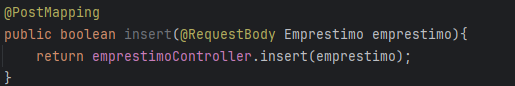 @PostMapping
public boolean insert(@RequestBody Emprestimo emprestimo){
    return emprestimoController.insert(emprestimo);
}